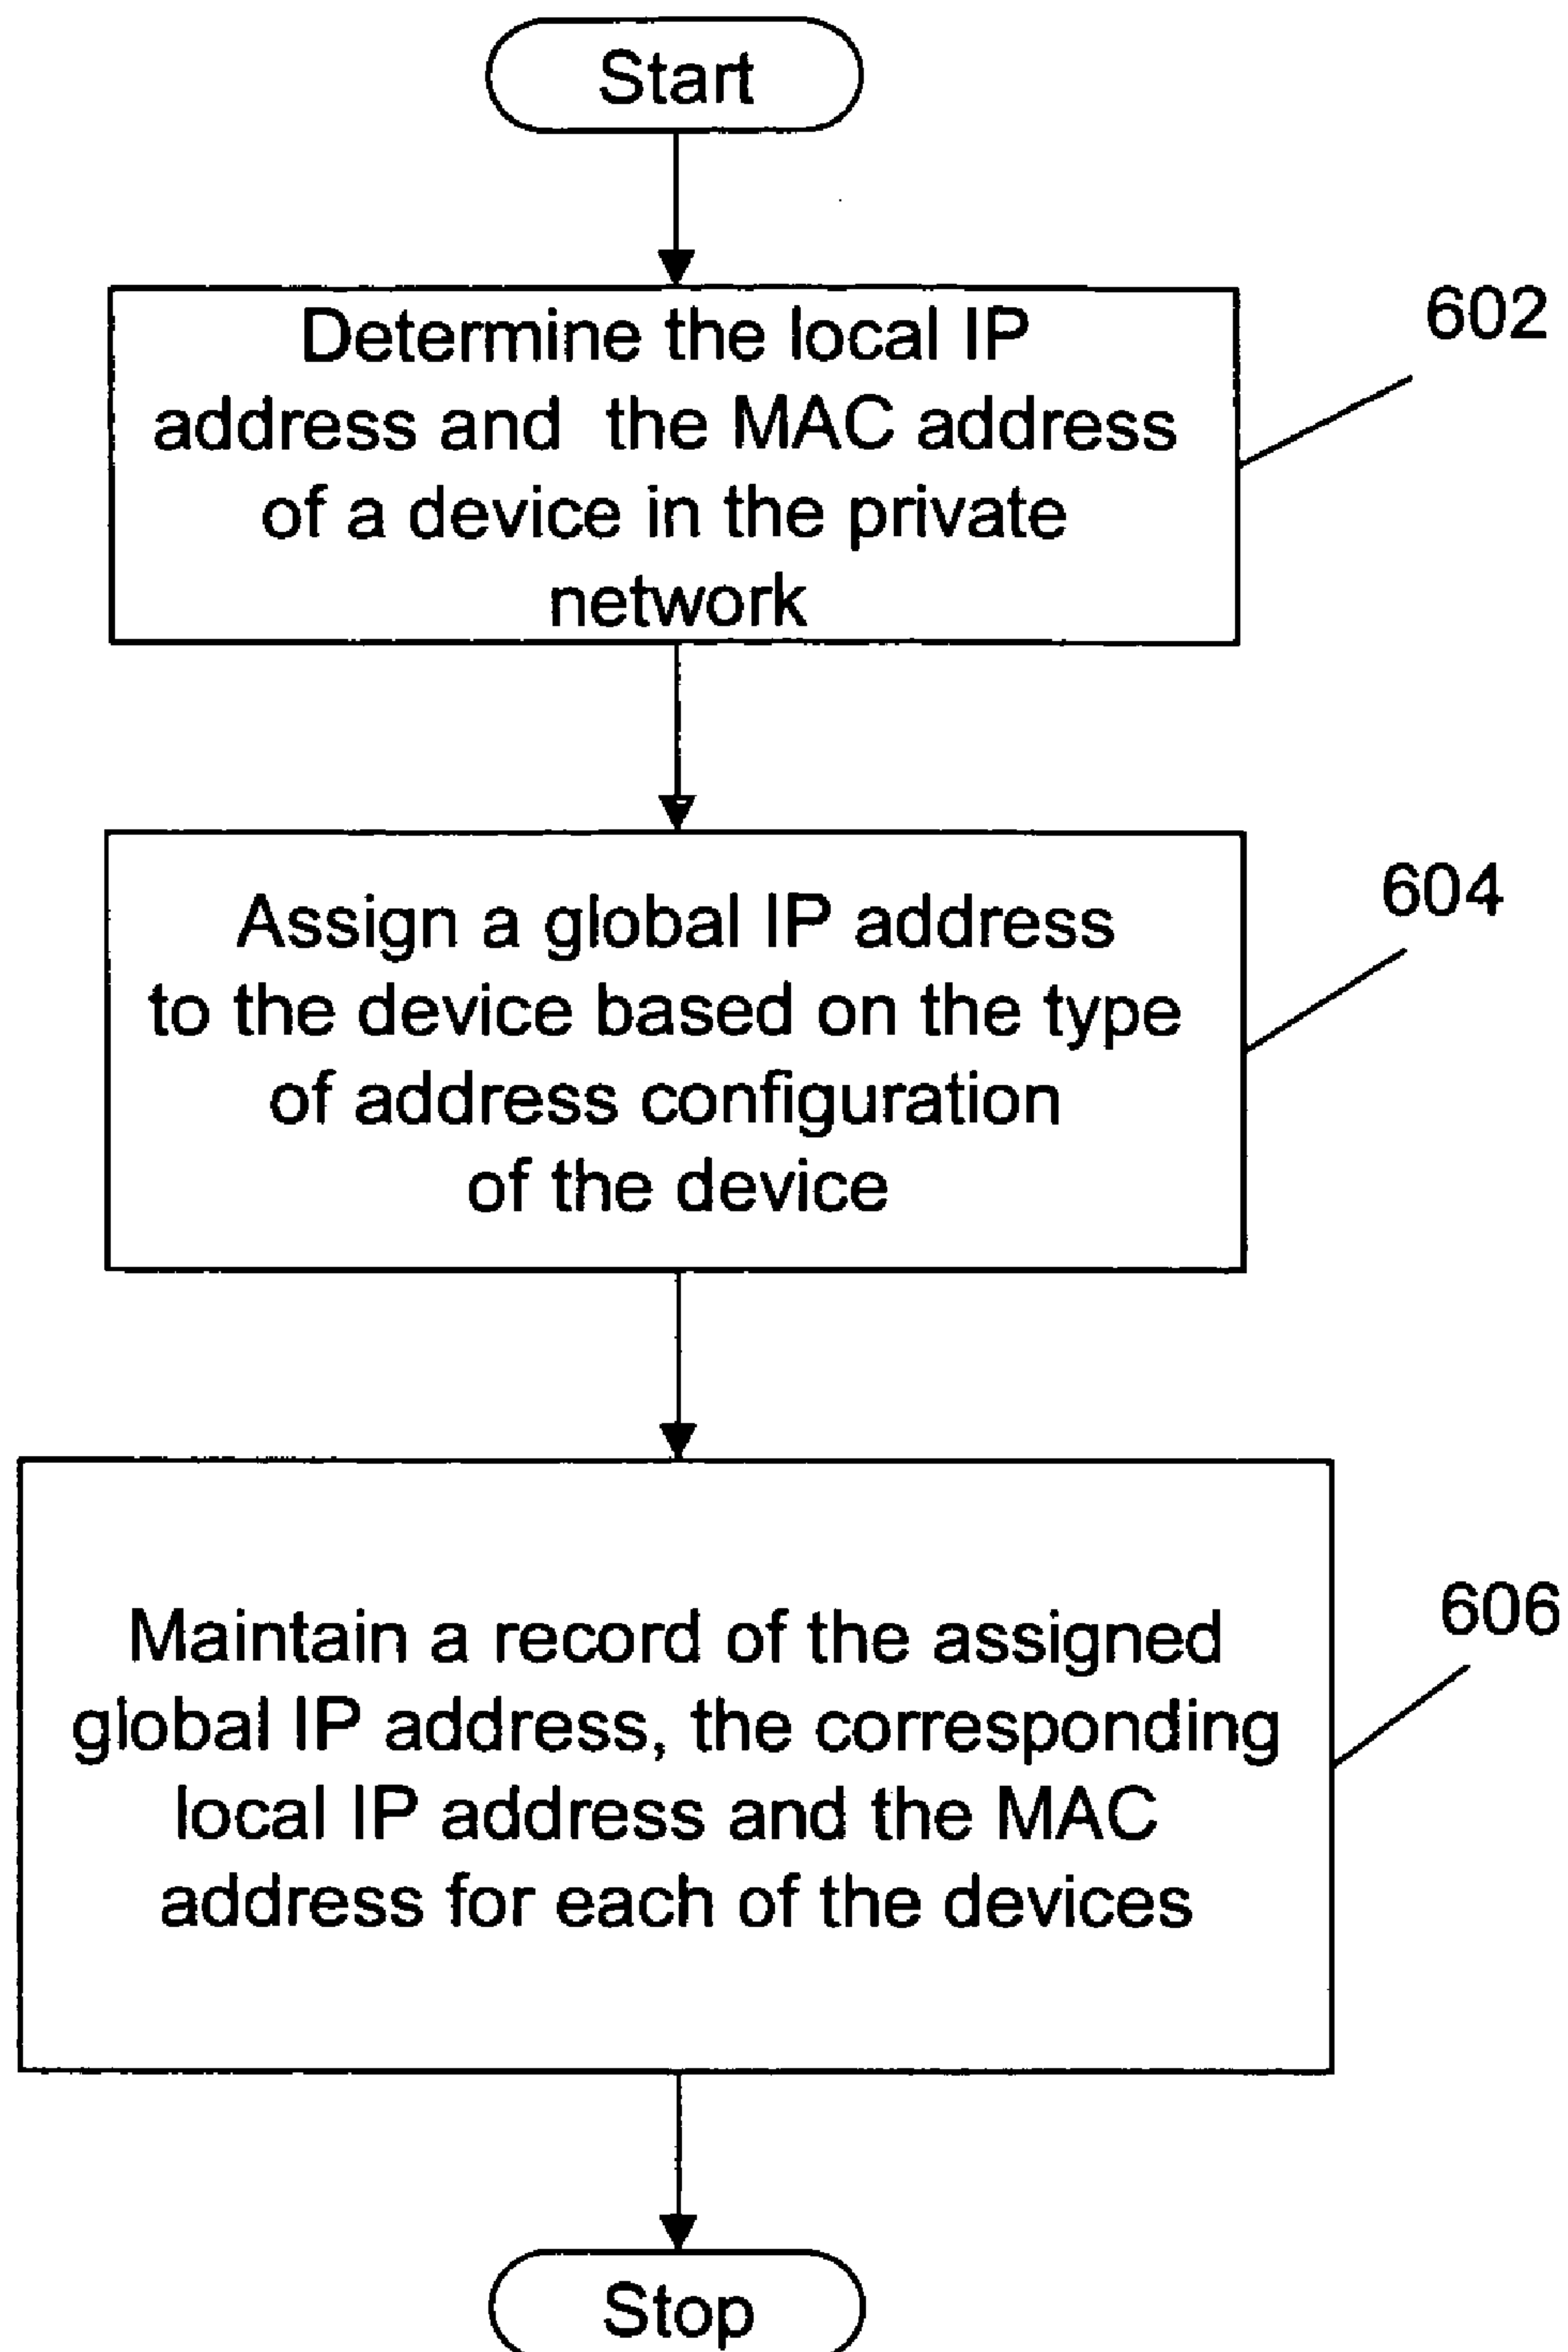 Start
Determine the local IP
address and the MAC address
of a device in the private
network
602
Assign a global IP address
to the device based on the type
of address configuration
of the device
604
Maintain a record of the assigned
global IP address, the corresponding
local IP address and the MAC
address for each of the devices
606
Stop